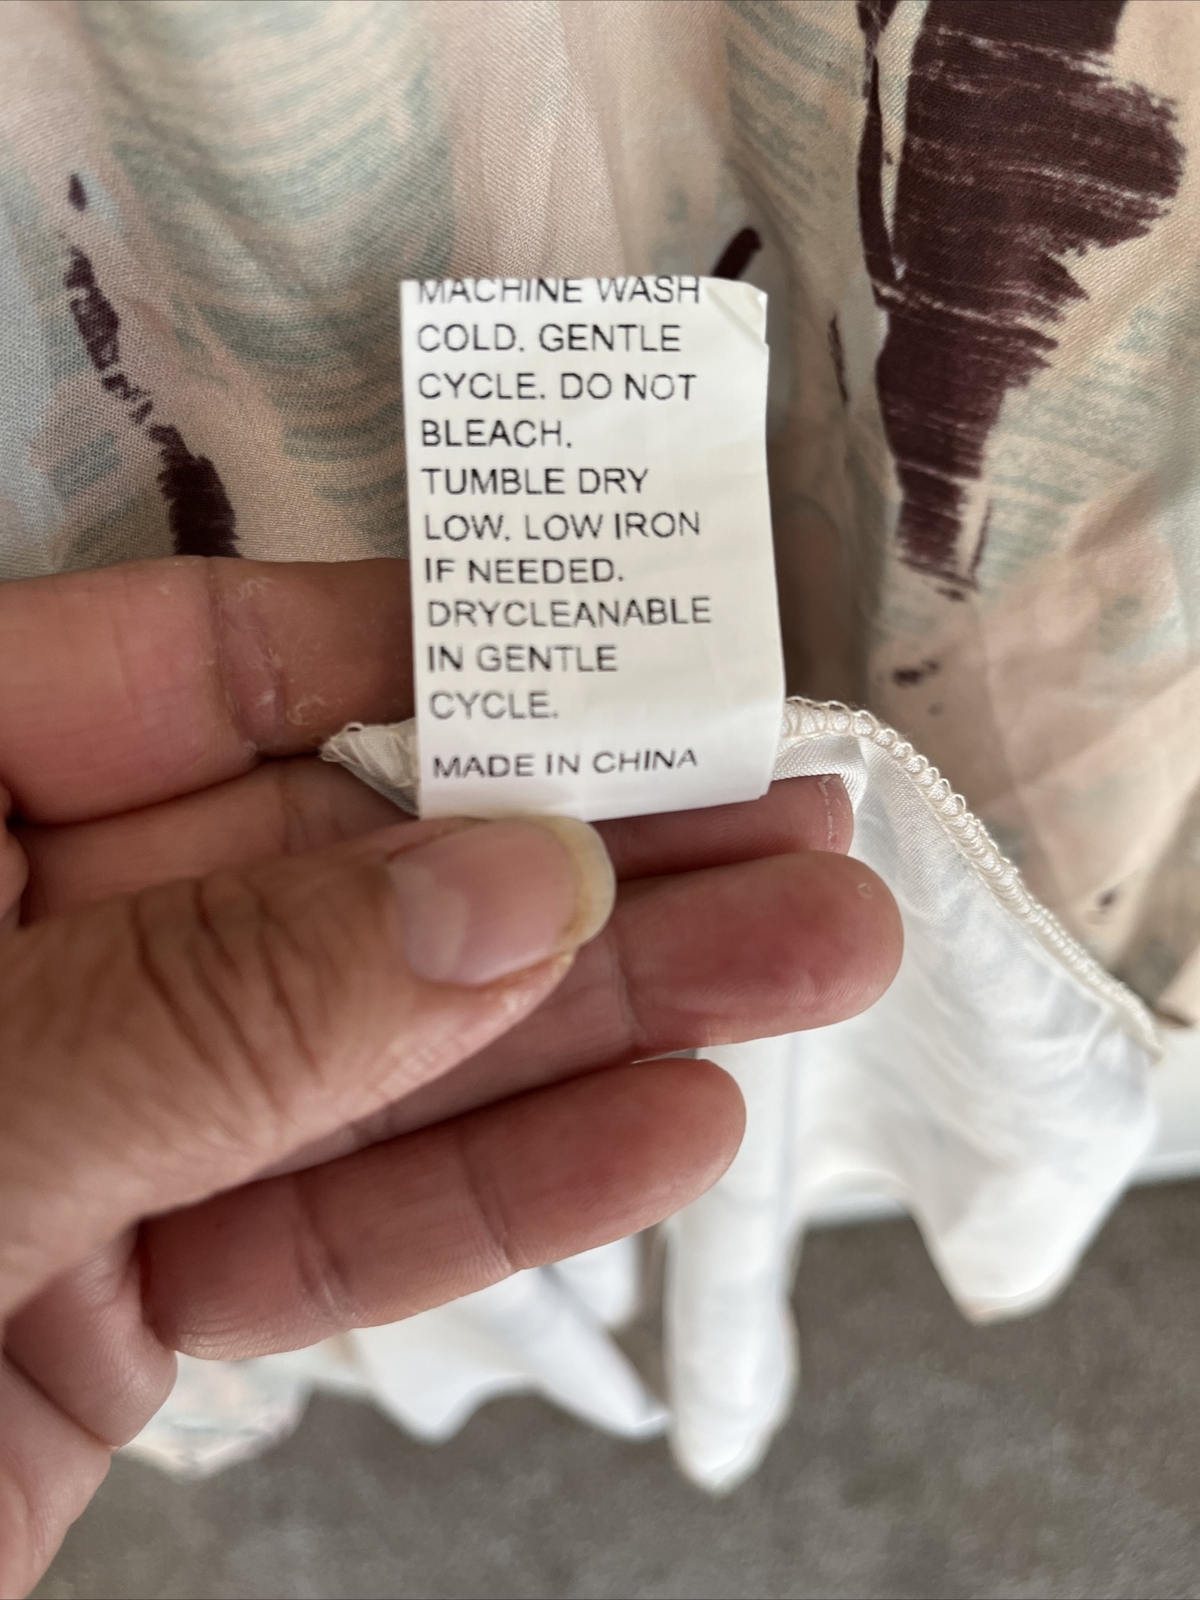 MACHINE WASH
COLD. GENTLE
CYCLE. DO NOT
BLEACH.
TUMBLE DRY
LOW. LOW IRON
IF NEEDED.
DRYCLEANABLE
IN GENTLE
CYCLE.
MADE IN CHINA